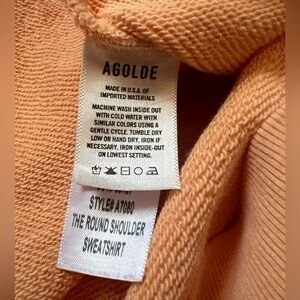 AGOLDE
MADE IN U.S.A. OF
IMPORTED MATERIALS
MACHINE WASH INSIDE OUT
WITH COLD WATER WITH
SIMILAR COLORS USING A
GENTLE CYCLE. TUMBLE DRY
LOW OR HAND DRY. IRON IF
NECESSARY, IRON INSIDE-OUT
ON LOWEST SETTING.
STYLE# A7080
THE ROUND SHOULDER
SWEATSHIRT